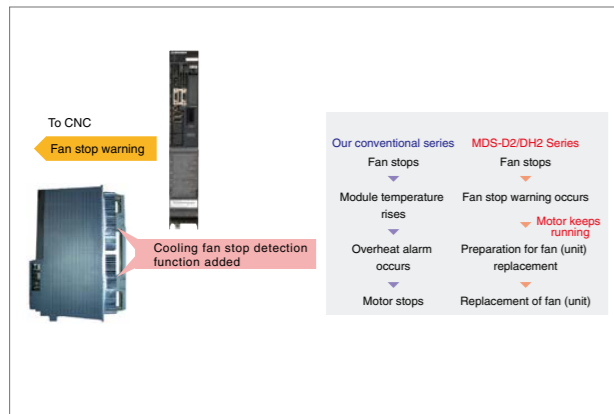 To CNC
Fan stop warning
Cooling fan stop detection
function added
Our conventional series
Fan stops
Module temperature
rises
Overheat alarm
occurs
Motor stops
MDS-D2/DH2 Series
Fan stops
Fan stop warning occurs
Motor keeps
running
Preparation for fan (unit)
replacement
Replacement of fan (unit)